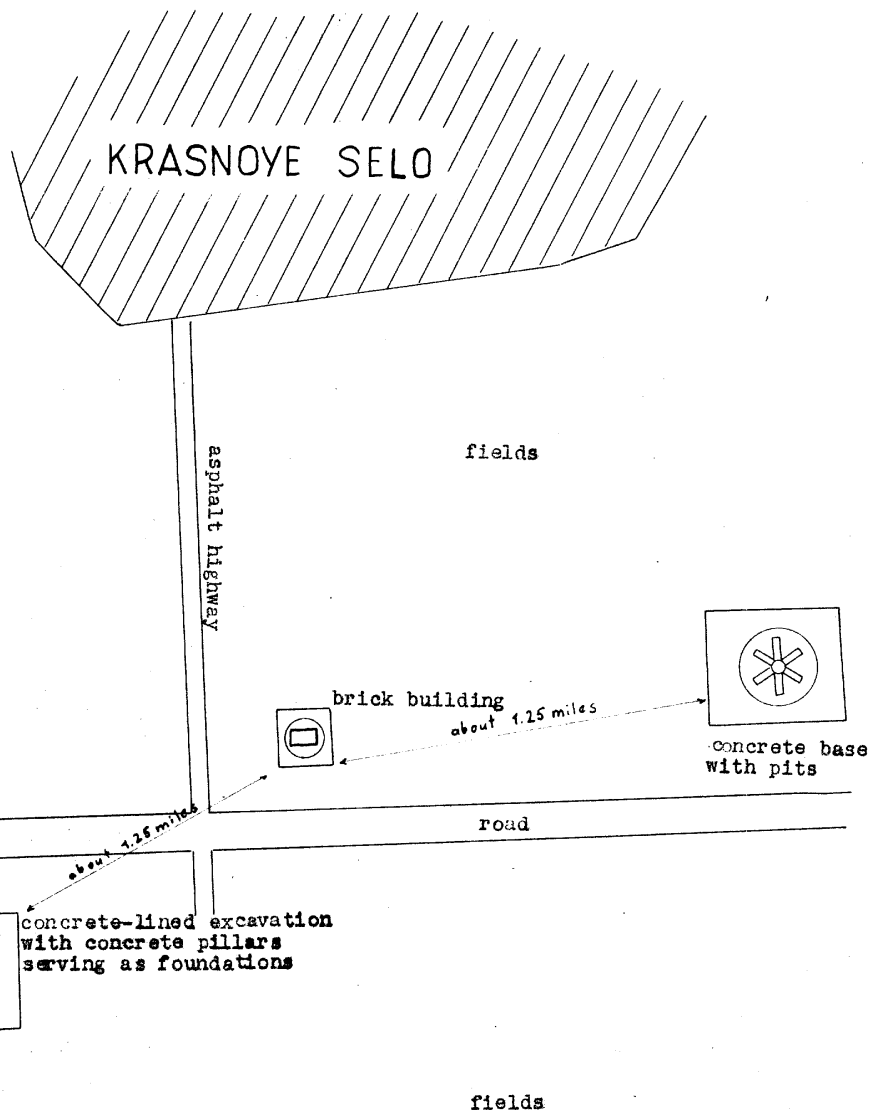 KRASNOYE SELO
fields
asphalt highway
brick building
about 1.25 miles
concrete base
with pits
road
about 1.25 miles
concrete-lined excavation
with concrete pillars
serving as foundations
fields